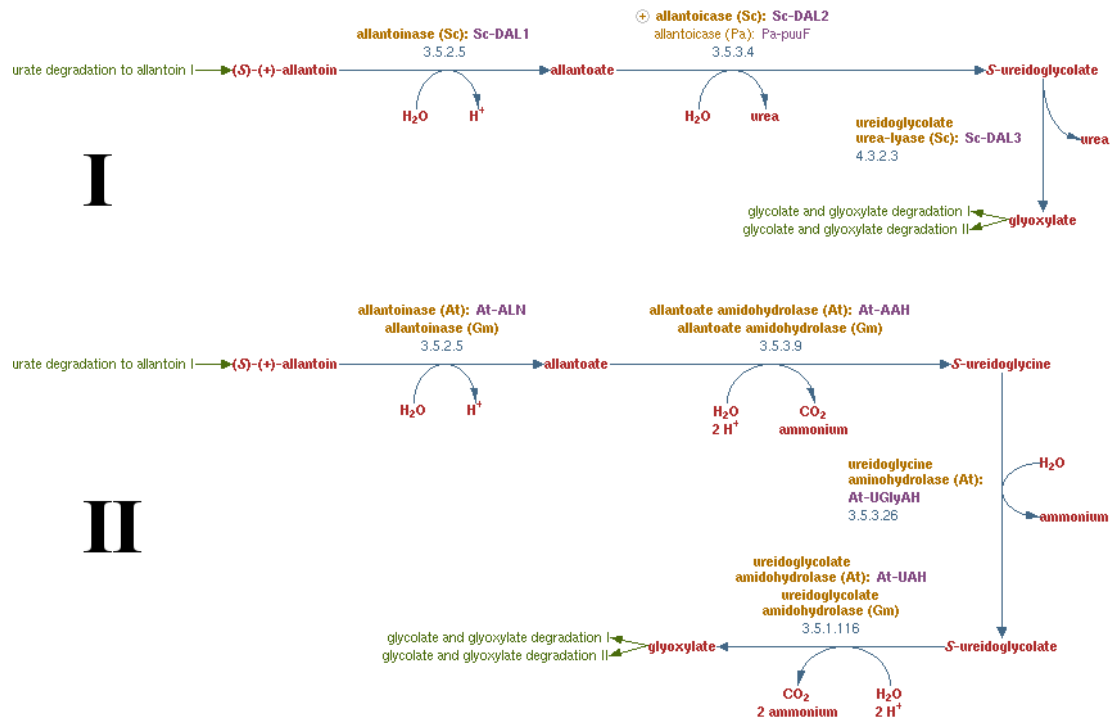 allantoinase (Sc): Sc-DAL1
3.5.2.5
+ allantoicase (Sc): Sc-DAL2
allantoicase (Pa): Pa-puuF
3.5.3.4
urate degradation to allantoin I
(S)-(+)-allantoin
allantoate
S-ureidoglycolate
H2O
H+
H2O
urea
ureidoglycolate
urea-lyase (Sc): Sc-DAL3
4.3.2.3
urea
I
glycolate and glyoxylate degradation I
glycolate and glyoxylate degradation II
glyoxylate
allantoinase (At): At-ALN
allantoinase (Gm)
3.5.2.5
allantoate amidohydrolase (At): At-AAH
allantoate amidohydrolase (Gm)
3.5.3.9
urate degradation to allantoin I
(S)-(+)-allantoin
allantoate
S-ureidoglycine
H2O
H+
H2O
2 H+
CO2
ammonium
ureidoglycine
aminohydrolase (At):
At-UGlyAH
3.5.3.26
H2O
ammonium
II
ureidoglycolate
amidohydrolase (At): At-UAH
ureidoglycolate
amidohydrolase (Gm)
3.5.1.116
glycolate and glyoxylate degradation I
glycolate and glyoxylate degradation II
glyoxylate
S-ureidoglycolate
CO2
2 ammonium
H2O
2 H+